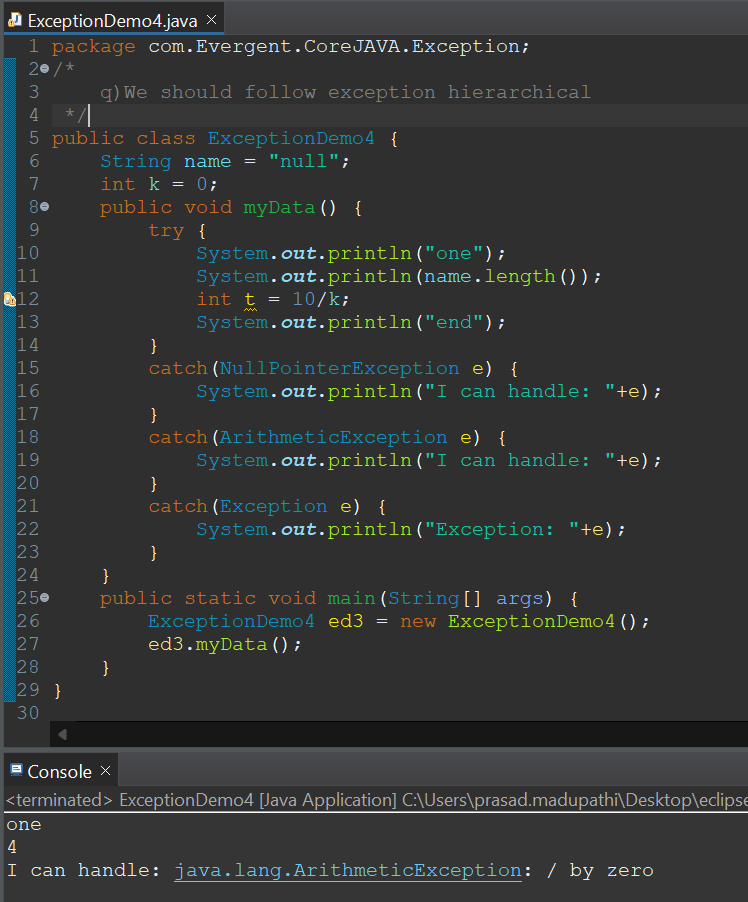 ExceptionDemo4.java ×
1 package com.Evergent.CoreJAVA.Exception;
2 /*
3 q)We should follow exception hierarchical
4 */
5 public class ExceptionDemo4 {
6 String name = "null";
7 int k = 0;
8 public void myData() {
9 try {
10 System.out.println("one");
11 System.out.println(name.length());
12 int t = 10/k;
13 System.out.println("end");
14 }
15 catch(NullPointerException e) {
16 System.out.println("I can handle: "+e);
17 }
18 catch(ArithmeticException e) {
19 System.out.println("I can handle: "+e);
20 }
21 catch(Exception e) {
22 System.out.println("Exception: "+e);
23 }
24 }
25 public static void main(String[] args) {
26 ExceptionDemo4 ed3 = new ExceptionDemo4();
27 ed3.myData();
28 }
29 }
30
Console ×
<terminated> ExceptionDemo4 [Java Application] C:\Users\prasad.madupathi\Desktop\eclipse
one
4
I can handle: java.lang.ArithmeticException: / by zero